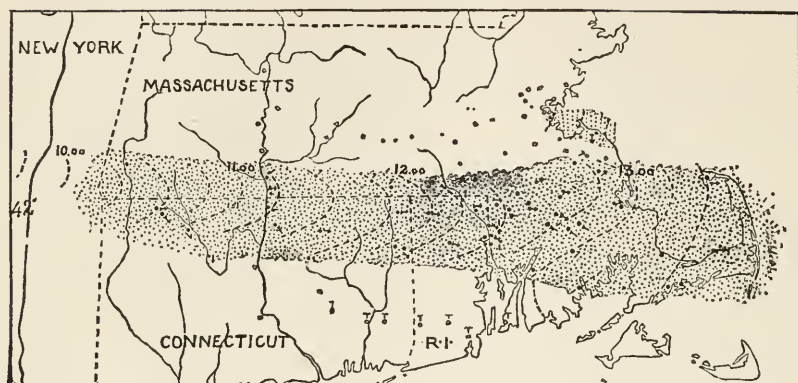 NEW YORK
MASSACHUSETTS
10.00
11.00
12.00
13.00
42°
CONNECTICUT
R.I.
T
T
T
T
T
T
T